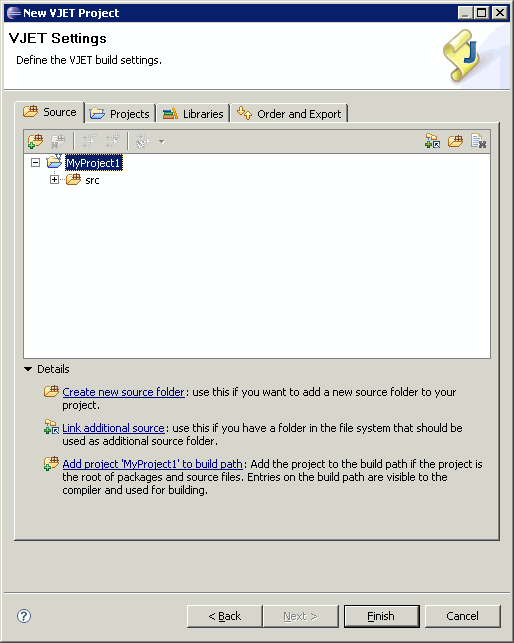 New VJET Project
VJET Settings
Define the VJET build settings.
J
Source Projects Libraries Order and Export
MyProject1
src
Details
Create new source folder: use this if you want to add a new source folder to your
project.
Link additional source: use this if you have a folder in the file system that should be
used as additional source folder.
Add project 'MyProject1' to build path: Add the project to the build path if the project is
the root of packages and source files. Entries on the build path are visible to the
compiler and used for building.
? < Back Next > Finish Cancel